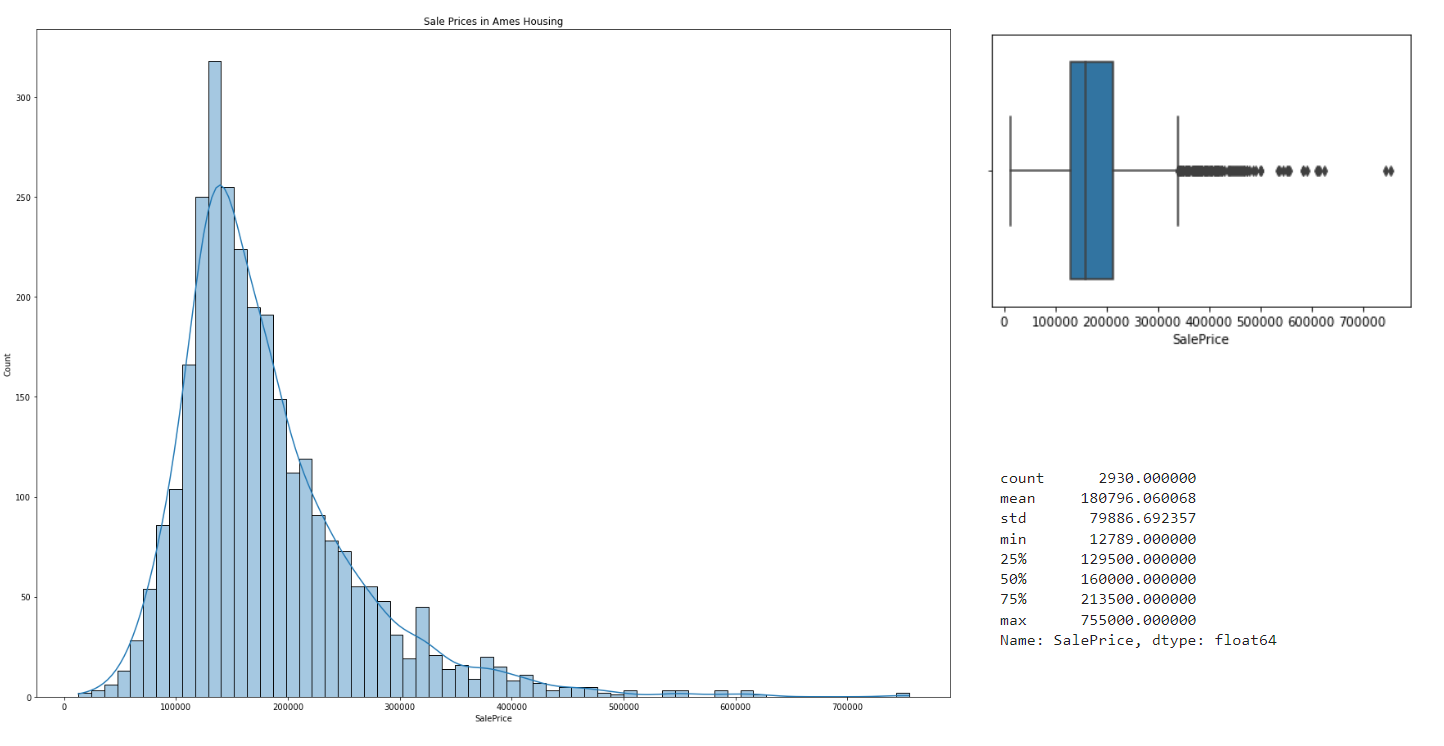 Sale Prices in Ames Housing
300
250
200
150
100
50
0
Count
0 100000 200000 300000 400000 500000 600000 700000
SalePrice
0 100000 200000 300000 400000 500000 600000 700000
SalePrice
count 2930.000000
mean 180796.060068
std 79886.692357
min 12789.000000
25% 129500.000000
50% 160000.000000
75% 213500.000000
max 755000.000000
Name: SalePrice, dtype: float64